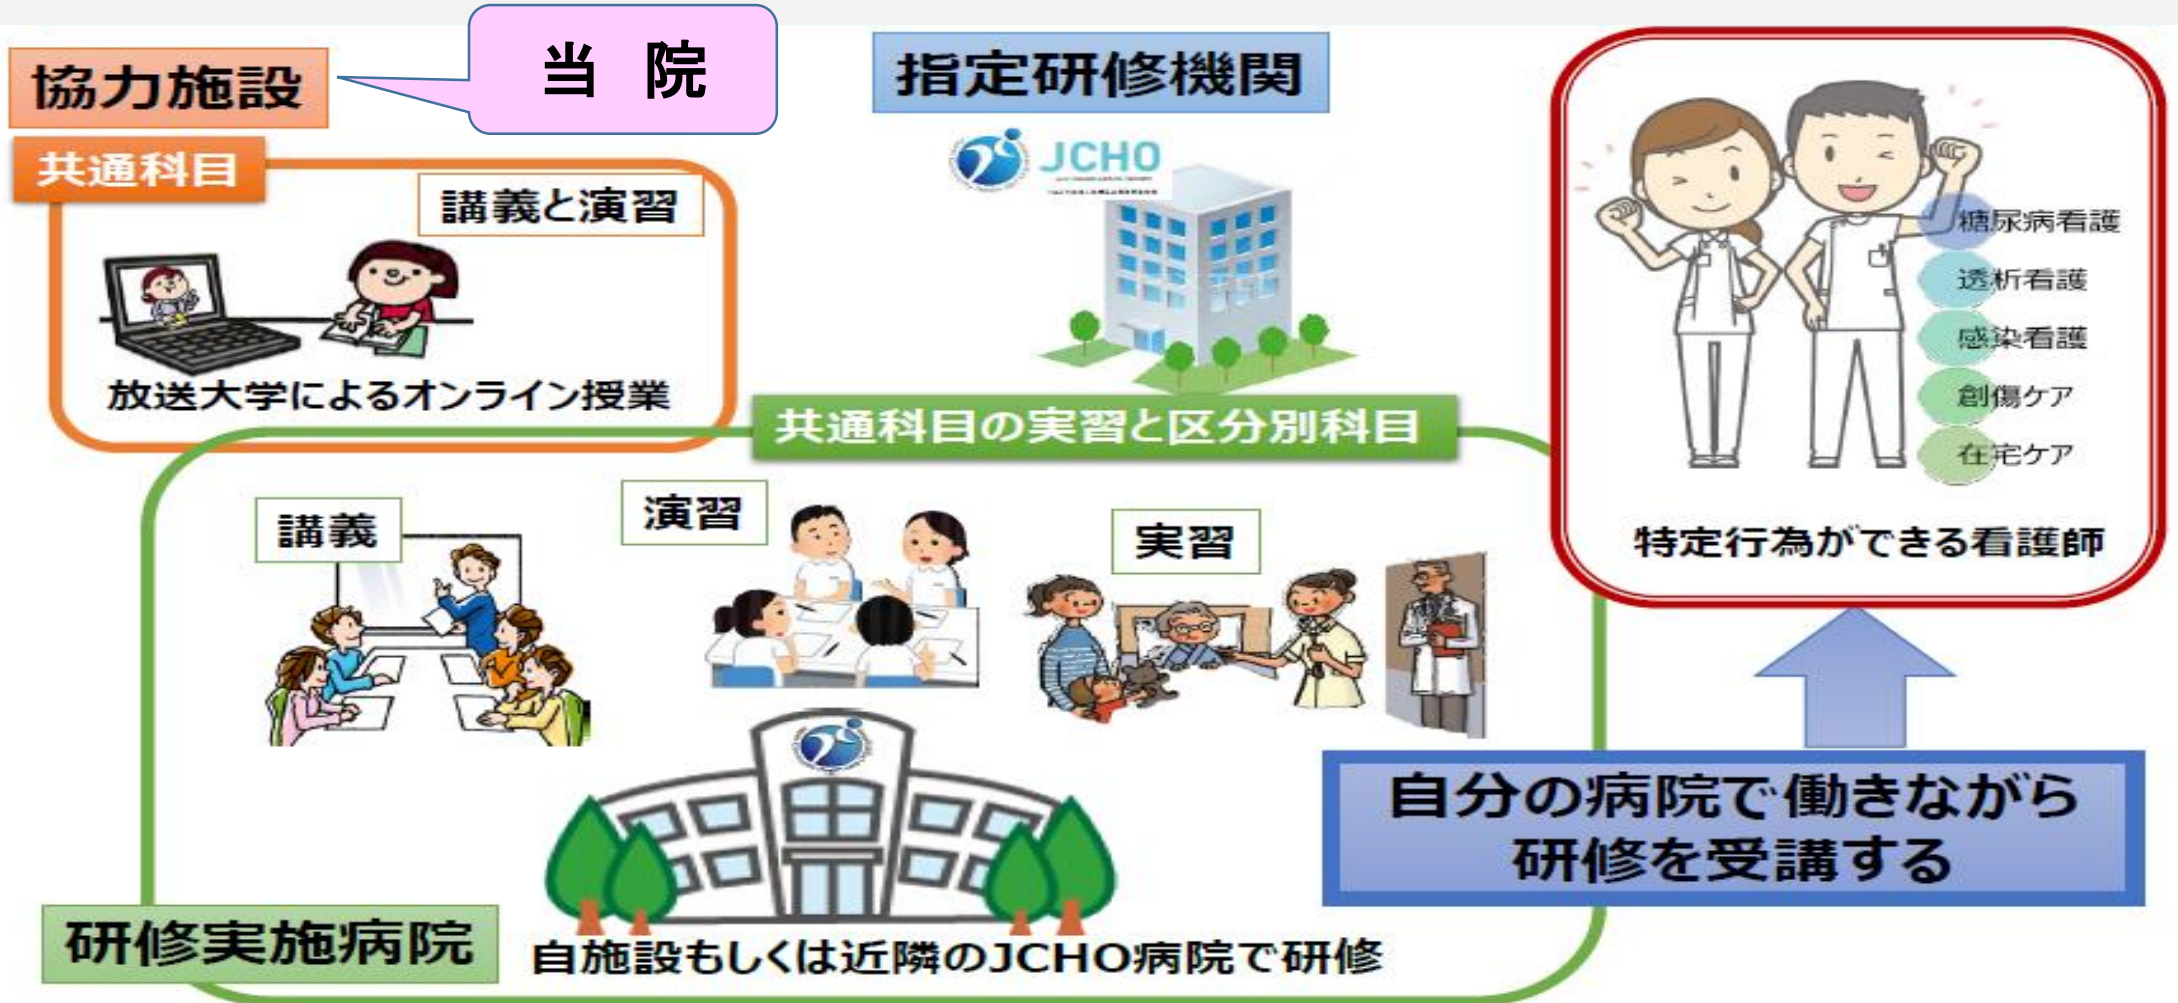 当 院
協力施設
指定研修機関
共通科目
講義と演習
JCHO
放送大学によるオンライン授業
糖尿病看護
透析看護
感染看護
創傷ケア
在宅ケア
特定行為ができる看護師
共通科目の実習と区分別科目
講義
演習
実習
自分の病院で働きながら
研修を受講する
研修実施病院
自施設もしくは近隣のJCHO病院で研修